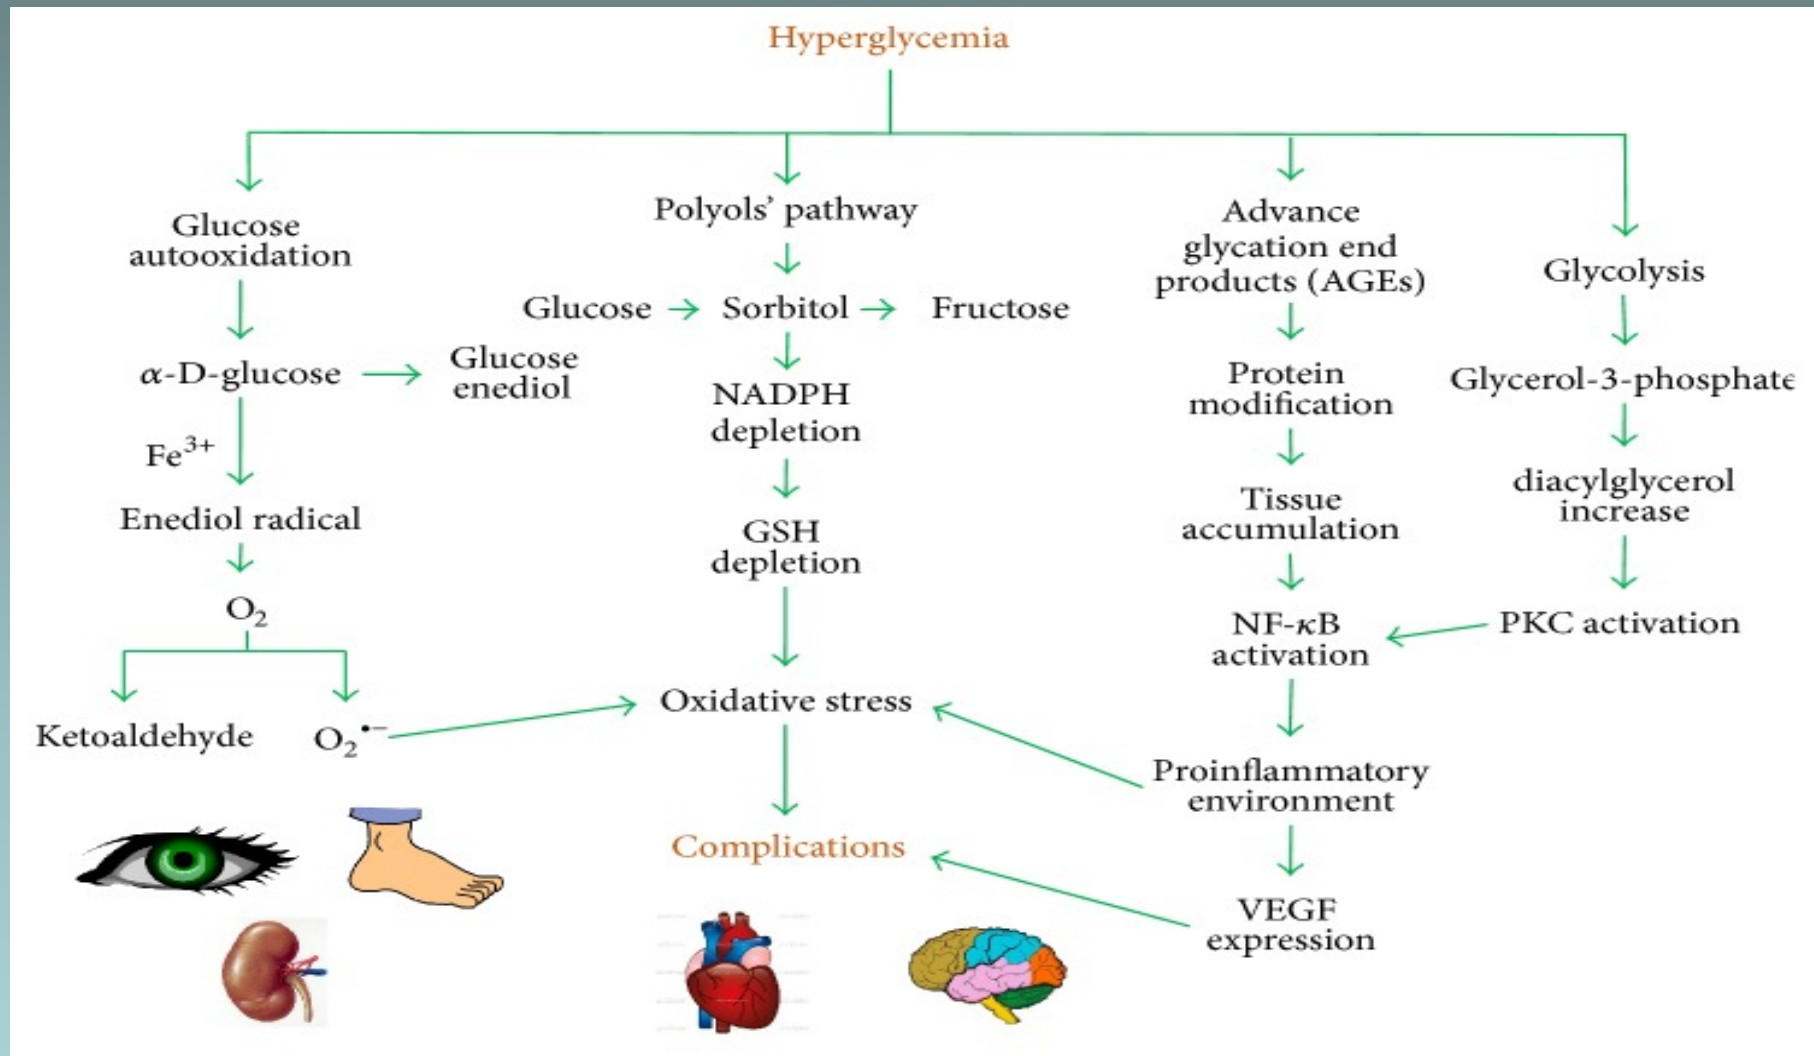 Hyperglycemia
Glucose
autooxidation
α-D-glucose
Glucose
enediol
Fe³⁺
Enediol radical
O₂
Ketoaldehyde
O₂•−
Polyols' pathway
Glucose
Sorbitol
Fructose
NADPH
depletion
GSH
depletion
Oxidative stress
Complications
Advance
glycation end
products (AGEs)
Protein
modification
Tissue
accumulation
NF-κB
activation
Proinflammatory
environment
VEGF
expression
Glycolysis
Glycerol-3-phosphate
diacylglycerol
increase
PKC activation